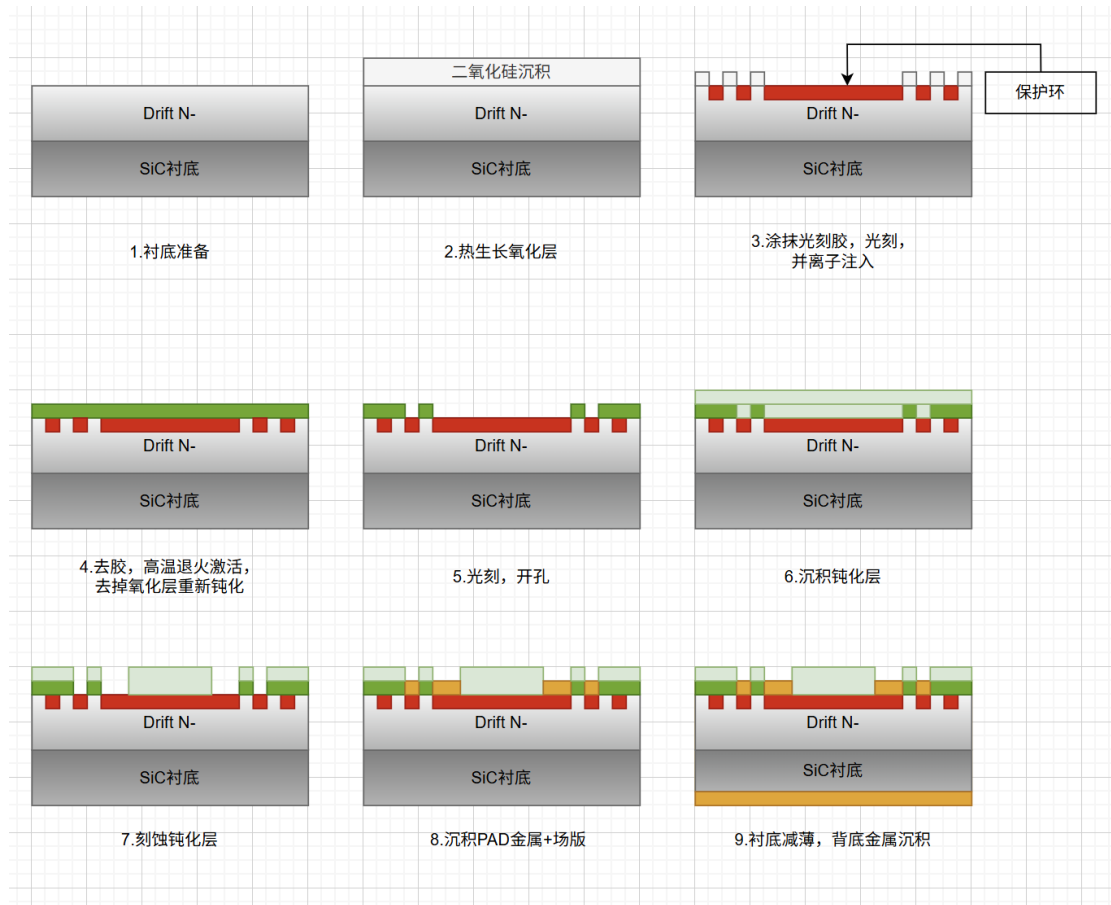 二氧化硅沉积
Drift N-
SiC衬底
1.衬底准备
Drift N-
SiC衬底
2.热生长氧化层
保护环
Drift N-
SiC衬底
3.涂抹光刻胶，光刻，
并离子注入
Drift N-
SiC衬底
4.去胶，高温退火激活，
去掉氧化层重新钝化
Drift N-
SiC衬底
5.光刻，开孔
Drift N-
SiC衬底
6.沉积钝化层
Drift N-
SiC衬底
7.刻蚀钝化层
Drift N-
SiC衬底
8.沉积PAD金属+场版
Drift N-
SiC衬底
9.衬底减薄，背底金属沉积